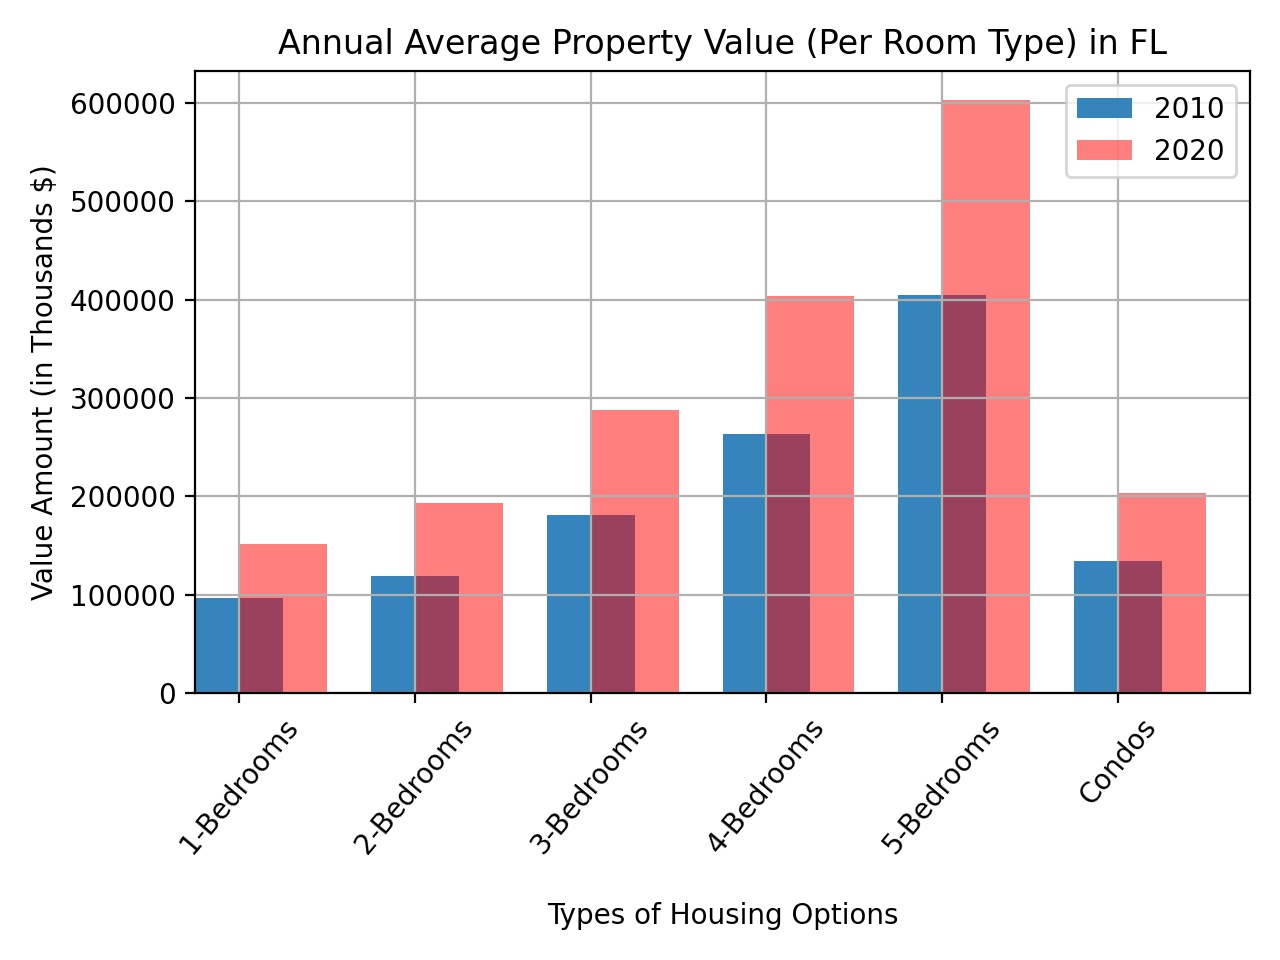 Annual Average Property Value (Per Room Type) in FL
2010
2020
Value Amount (in Thousands $)
600000
500000
400000
300000
200000
100000
0
1-Bedrooms
2-Bedrooms
3-Bedrooms
4-Bedrooms
5-Bedrooms
Condos
Types of Housing Options